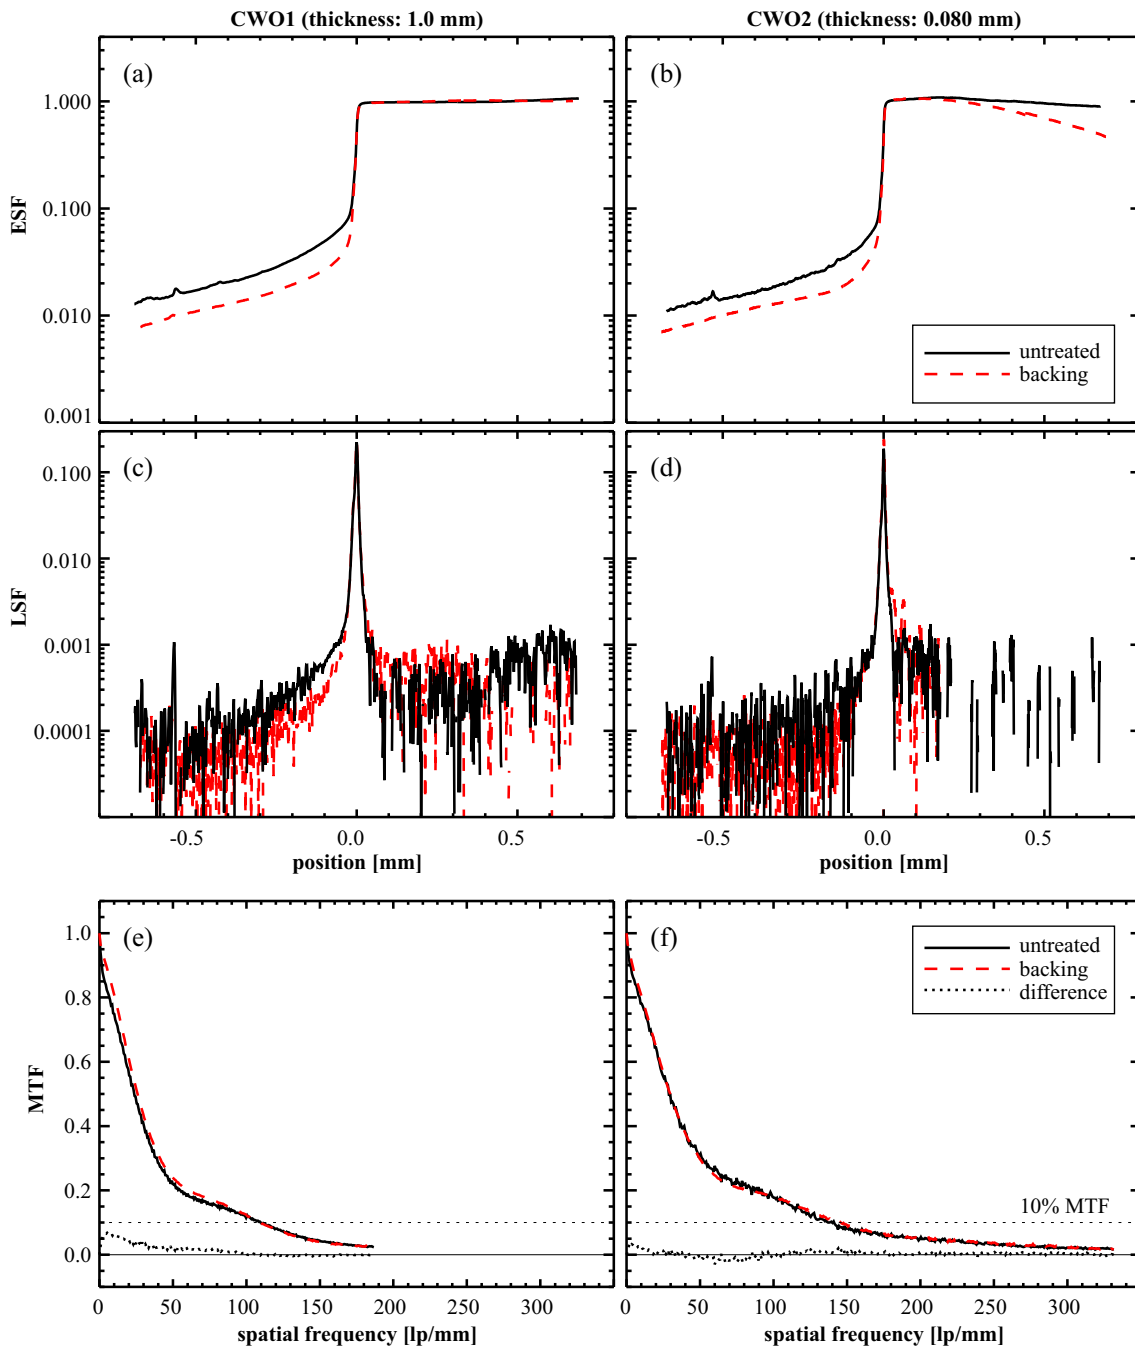 CWO1 (thickness: 1.0 mm)
CWO2 (thickness: 0.080 mm)
(a)
(b)
ESF
1.000
0.100
0.010
0.001
untreated
backing
(c)
(d)
LSF
0.100
0.010
0.001
0.0001
-0.5 0.0 0.5
-0.5 0.0 0.5
position [mm]
position [mm]
(e)
(f)
MTF
1.0
0.8
0.6
0.4
0.2
0.0
untreated
backing
difference
10% MTF
0 50 100 150 200 250 300
0 50 100 150 200 250 300
spatial frequency [lp/mm]
spatial frequency [lp/mm]